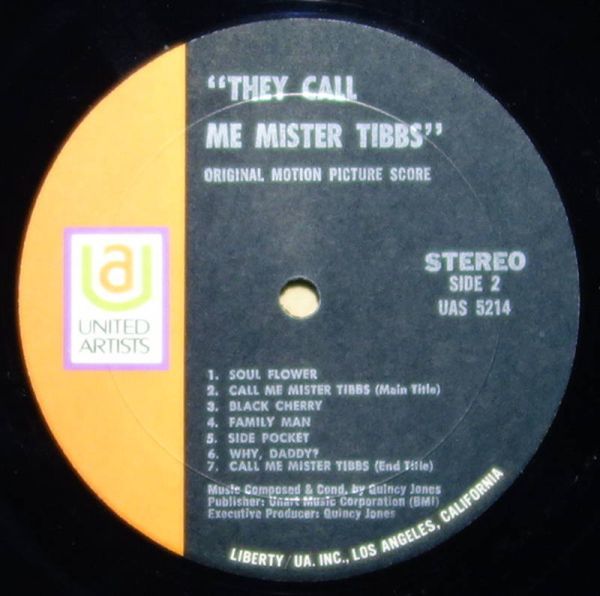 “THEY CALL
ME MISTER TIBBS”
ORIGINAL MOTION PICTURE SCORE
ua
UNITED
ARTISTS
STEREO
SIDE 2
UAS 5214
1. SOUL FLOWER
2. CALL ME MISTER TIBBS (Main Title)
3. BLACK CHERRY
4. FAMILY MAN
5. SIDE POCKET
6. WHY, DADDY?
7. CALL ME MISTER TIBBS (End Title)
Music Composed & Cond. by Quincy Jones
Publisher: Unart Music Corporation (BMI)
Executive Producer: Quincy Jones
LIBERTY/UA. INC., LOS ANGELES, CALIFORNIA